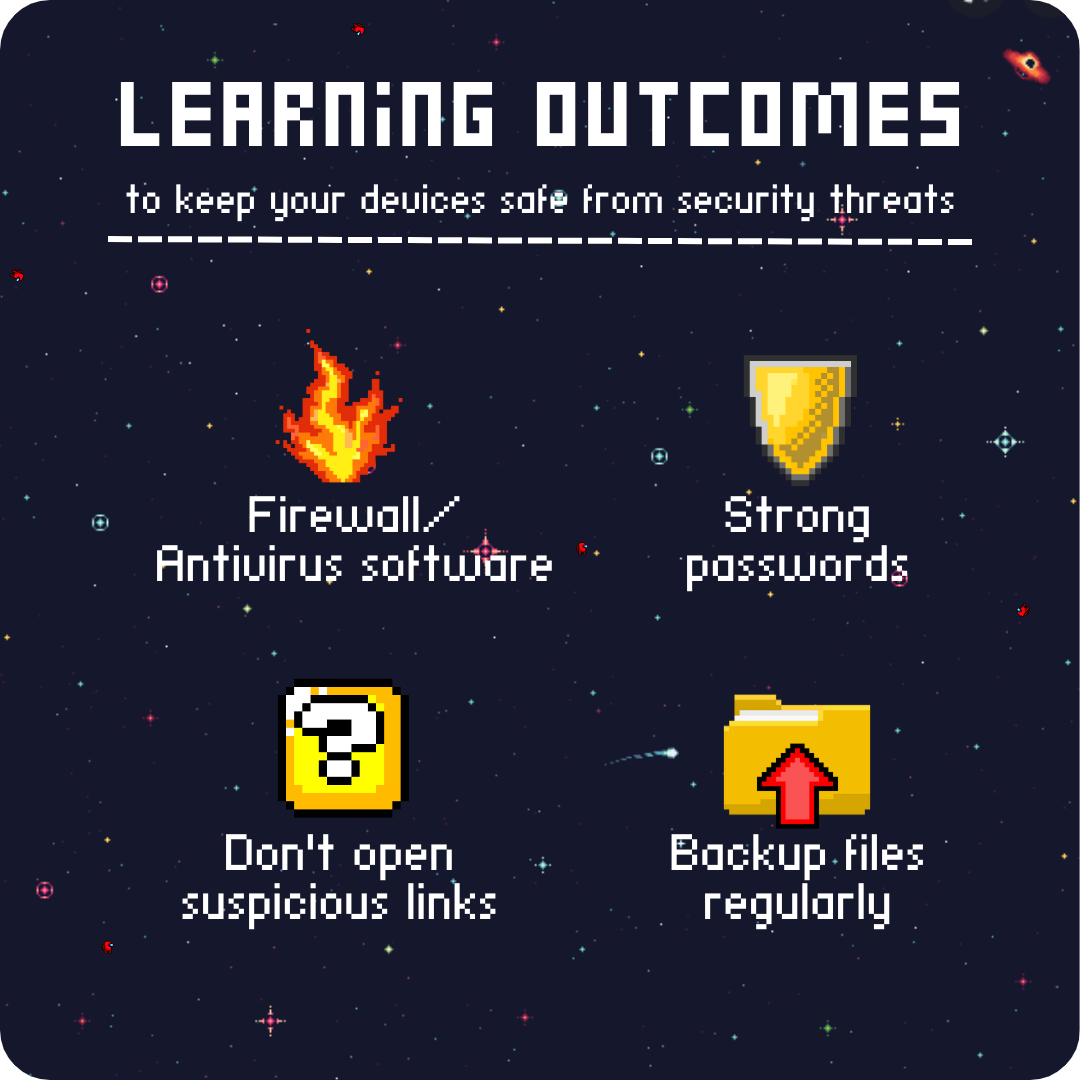 LEARNiNG OUTCOMES
to keep your devices safe from security threats
Firewall/
Antivirus software
Strong
passwords
?
Don't open
suspicious links
Backup files
regularly